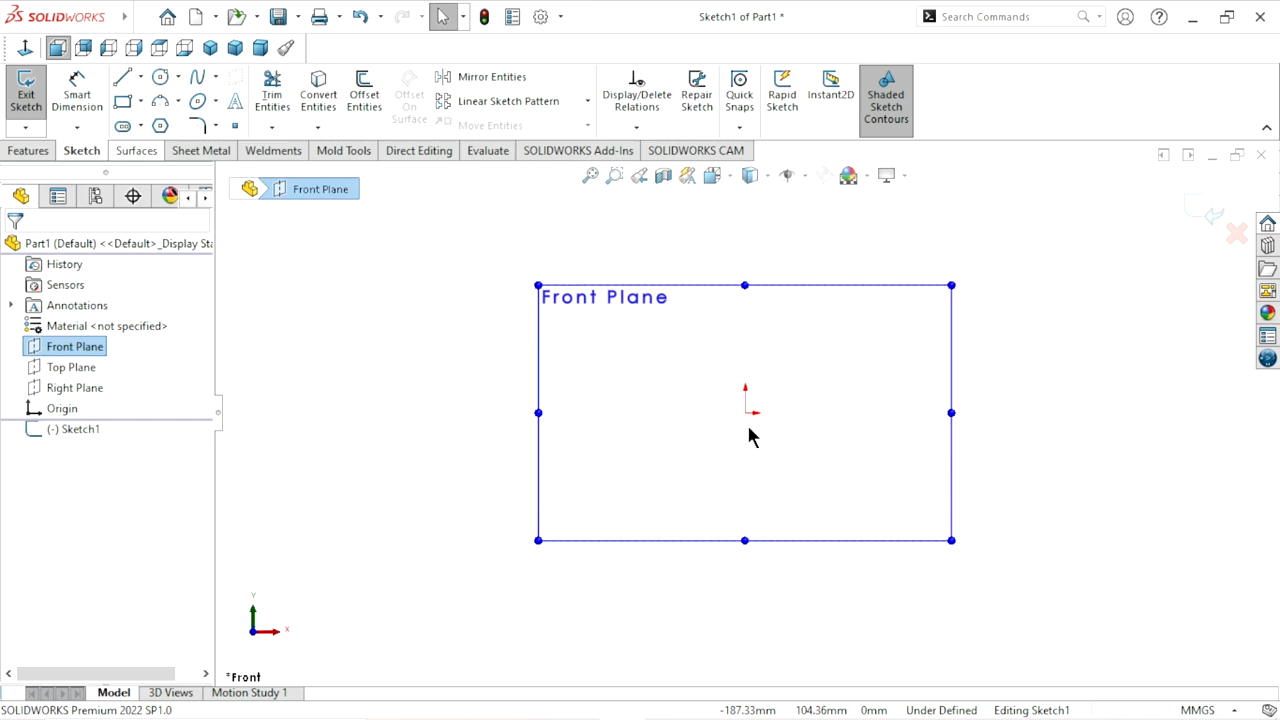 SOLIDWORKS
Sketch1 of Part1 *
Search Commands
Exit Sketch
Smart Dimension
Trim Entities
Convert Entities
Offset Entities
Offset On Surface
Mirror Entities
Linear Sketch Pattern
Move Entities
Display/Delete Relations
Repair Sketch
Quick Snaps
Rapid Sketch
Instant2D
Shaded Sketch Contours
Features
Sketch
Surfaces
Sheet Metal
Weldments
Mold Tools
Direct Editing
Evaluate
SOLIDWORKS Add-Ins
SOLIDWORKS CAM
Front Plane
Part1 (Default) <<Default>_Display Sta
History
Sensors
Annotations
Material <not specified>
Front Plane
Top Plane
Right Plane
Origin
(-) Sketch1
Front Plane
Y
X
*Front
Model
3D Views
Motion Study 1
SOLIDWORKS Premium 2022 SP1.0
-187.33mm
104.36mm
0mm
Under Defined
Editing Sketch1
MMGS